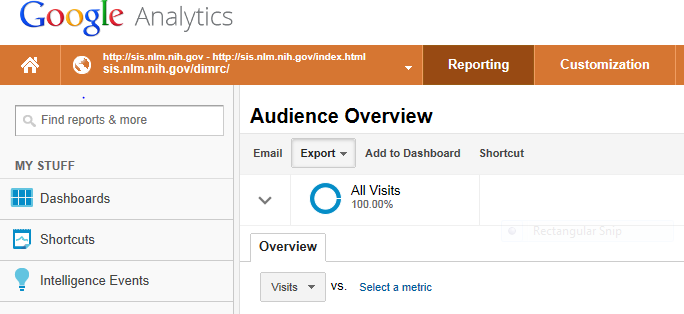 Google Analytics
http://sis.nlm.nih.gov - http://sis.nlm.nih.gov/index.html
sis.nlm.nih.gov/dimrc/
Reporting
Customization
Find reports & more
MY STUFF
Dashboards
Shortcuts
Intelligence Events
Audience Overview
Email Export Add to Dashboard Shortcut
All Visits
100.00%
Rectangular Snip
Overview
Visits vs. Select a metric